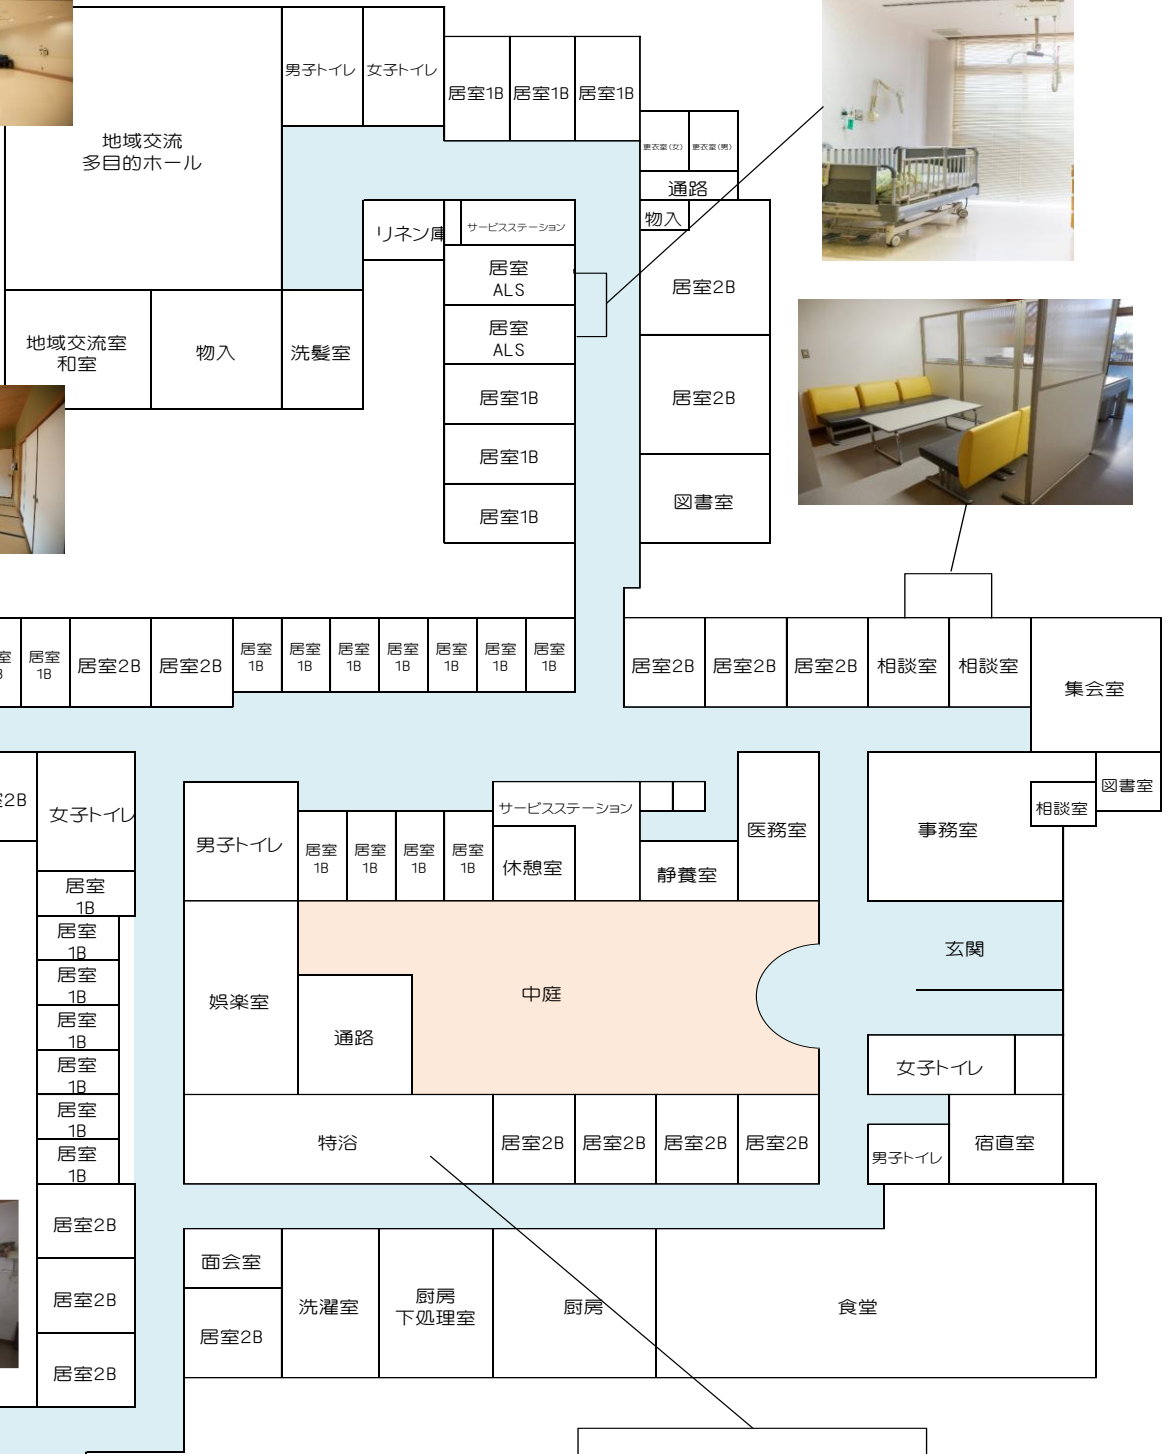 男子トイレ
女子トイレ
居室1B
居室1B
居室1B
地域交流
多目的ホール
更衣室(女)
更衣室(男)
通路
物入
リネン庫
サービスステーション
居室
ALS
居室2B
居室
ALS
地域交流室
和室
物入
洗髪室
居室1B
居室2B
居室1B
居室1B
図書室
居室
1B
居室2B
居室2B
居室
1B
居室
1B
居室
1B
居室
1B
居室
1B
居室
1B
居室
1B
居室2B
居室2B
居室2B
相談室
相談室
集会室
2B
女子トイレ
男子トイレ
居室
1B
居室
1B
居室
1B
居室
1B
サービスステーション
休憩室
静養室
医務室
事務室
相談室
図書室
居室
1B
居室
1B
居室
1B
居室
1B
居室
1B
居室
1B
居室
1B
娯楽室
通路
中庭
玄関
女子トイレ
特浴
居室2B
居室2B
居室2B
居室2B
男子トイレ
宿直室
居室2B
居室2B
居室2B
面会室
居室2B
洗濯室
厨房
下処理室
厨房
食堂